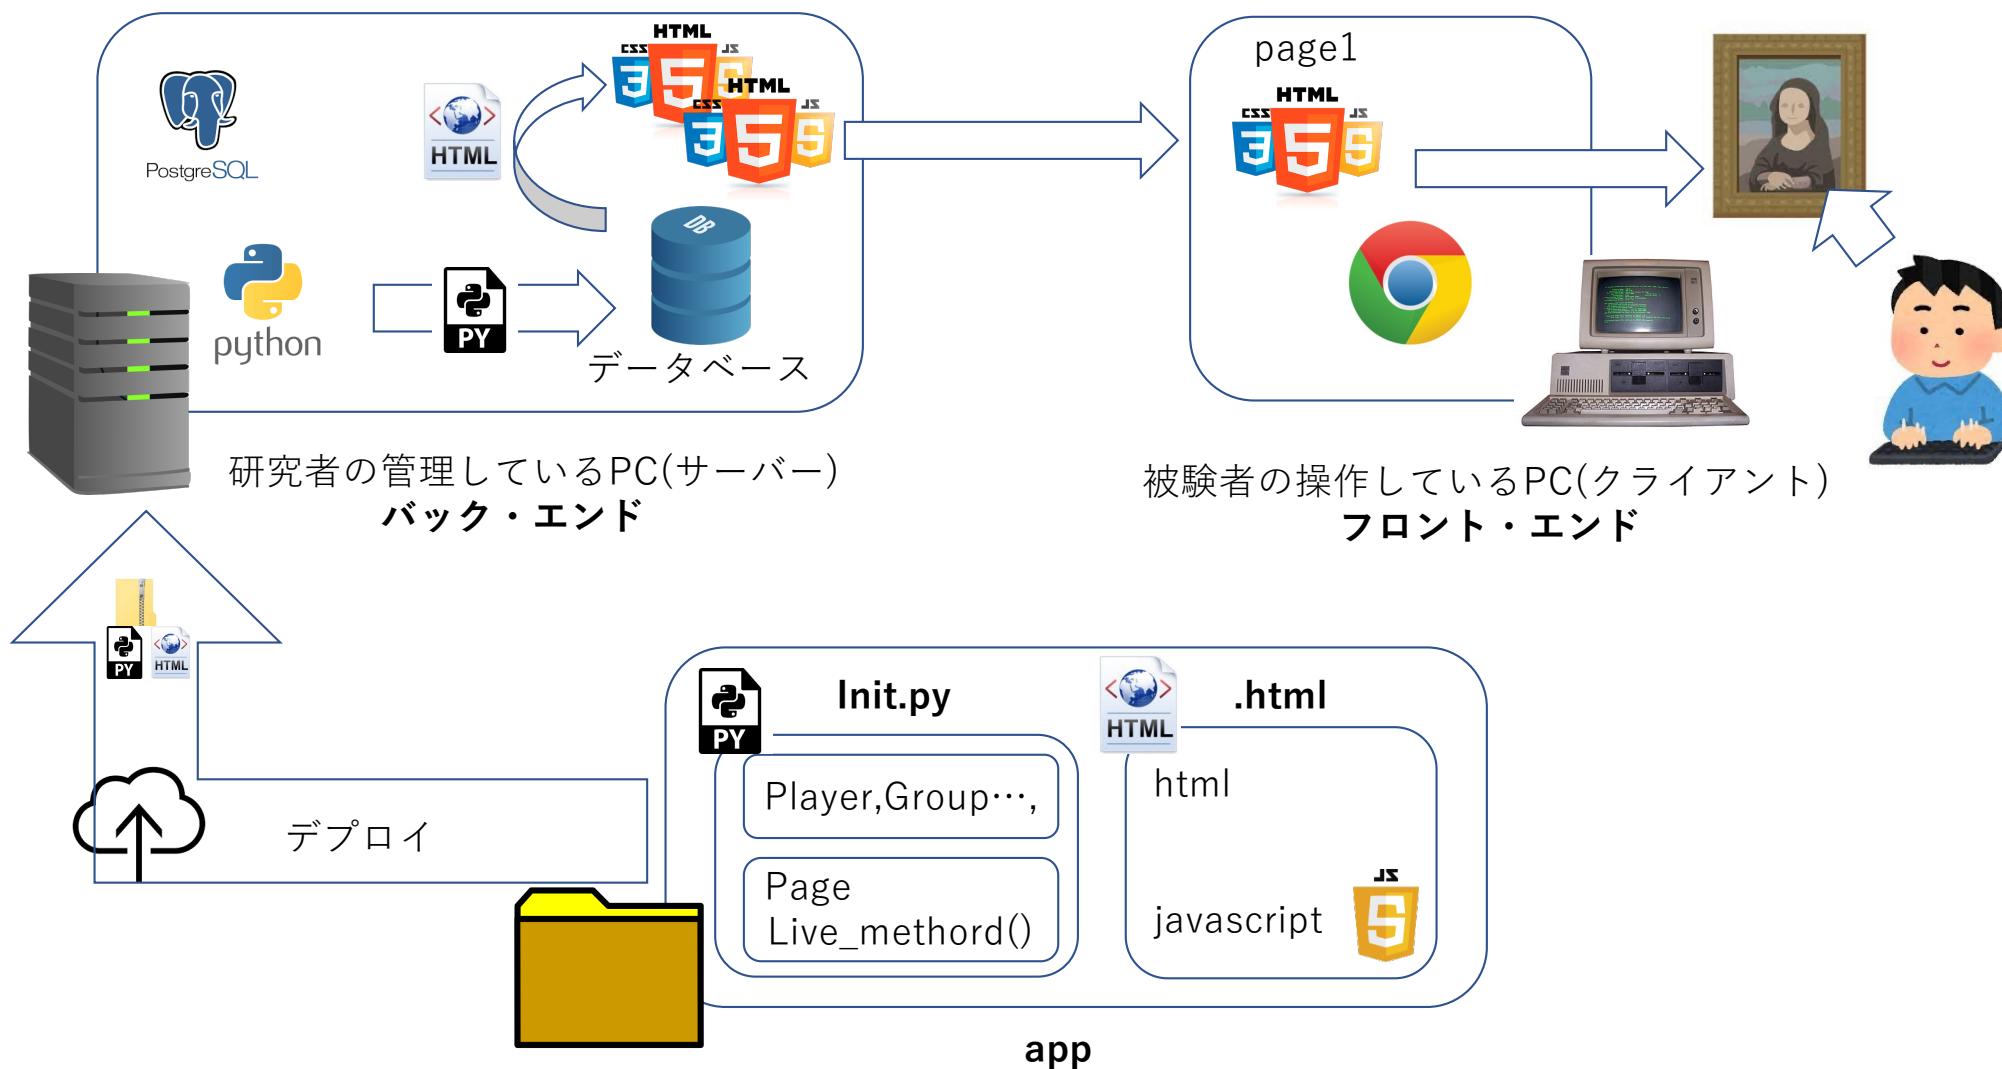 HTML
CSS
JS
HTML
CSS
JS
PostgreSQL
HTML
DB
python
PY
データベース
page1
HTML
CSS
JS
研究者の管理しているPC(サーバー)
バック・エンド
被験者の操作しているPC(クライアント)
フロント・エンド
PY
HTML
デプロイ
PY
Init.py
Player,Group…,
Page
Live_methord()
HTML
.html
html
javascript
JS
app